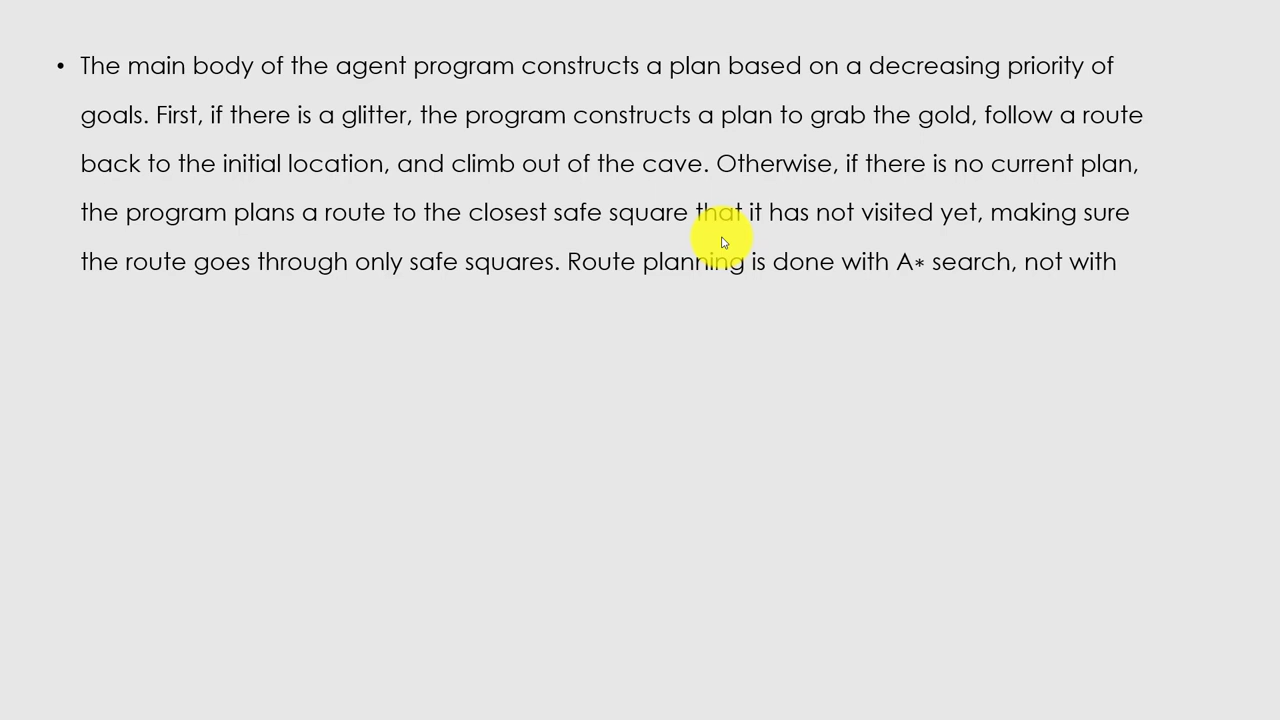 • The main body of the agent program constructs a plan based on a decreasing priority of
goals. First, if there is a glitter, the program constructs a plan to grab the gold, follow a route
back to the initial location, and climb out of the cave. Otherwise, if there is no current plan,
the program plans a route to the closest safe square that it has not visited yet, making sure
the route goes through only safe squares. Route planning is done with A∗ search, not with